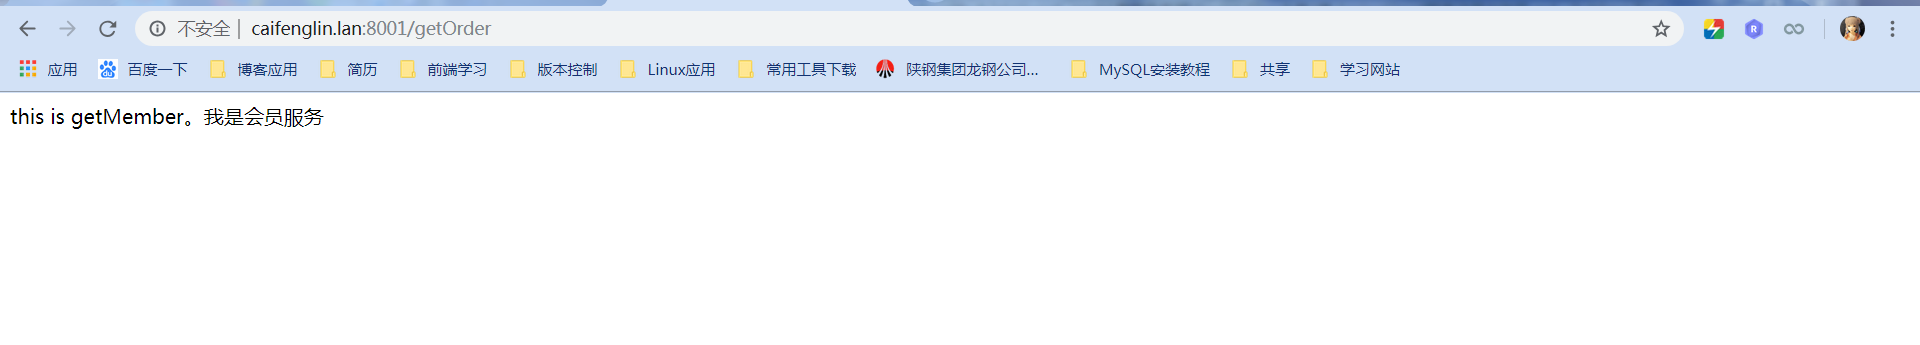 不安全 | caifenglin.lan:8001/getOrder
应用 百度一下 博客应用 简历 前端学习 版本控制 Linux应用 常用工具下载 陕钢集团龙钢公司... MySQL安装教程 共享 学习网站
this is getMember。我是会员服务